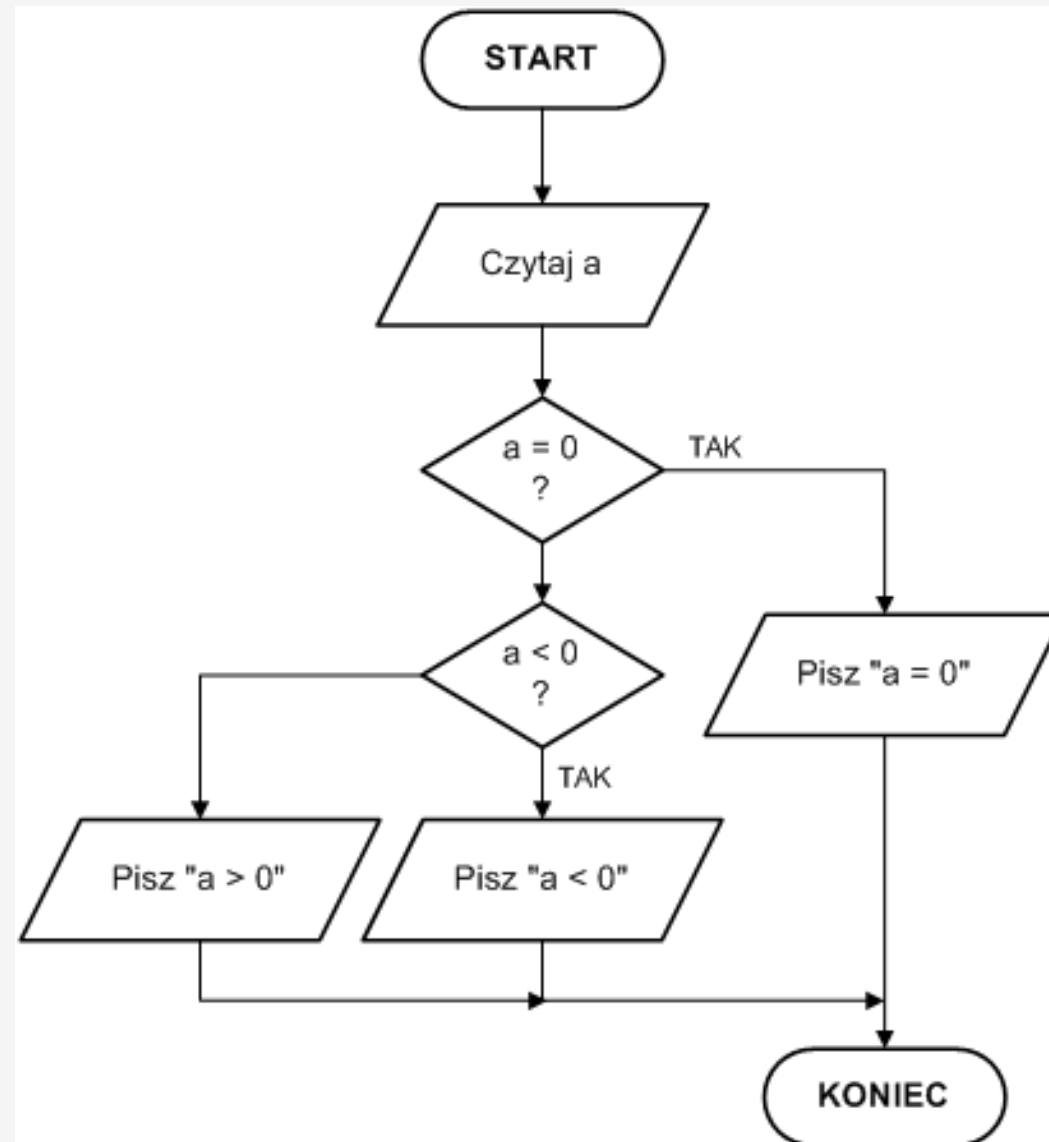 START
Czytaj a
a = 0
?
TAK
a < 0
?
Pisz "a = 0"
TAK
Pisz "a > 0"
Pisz "a < 0"
KONIEC